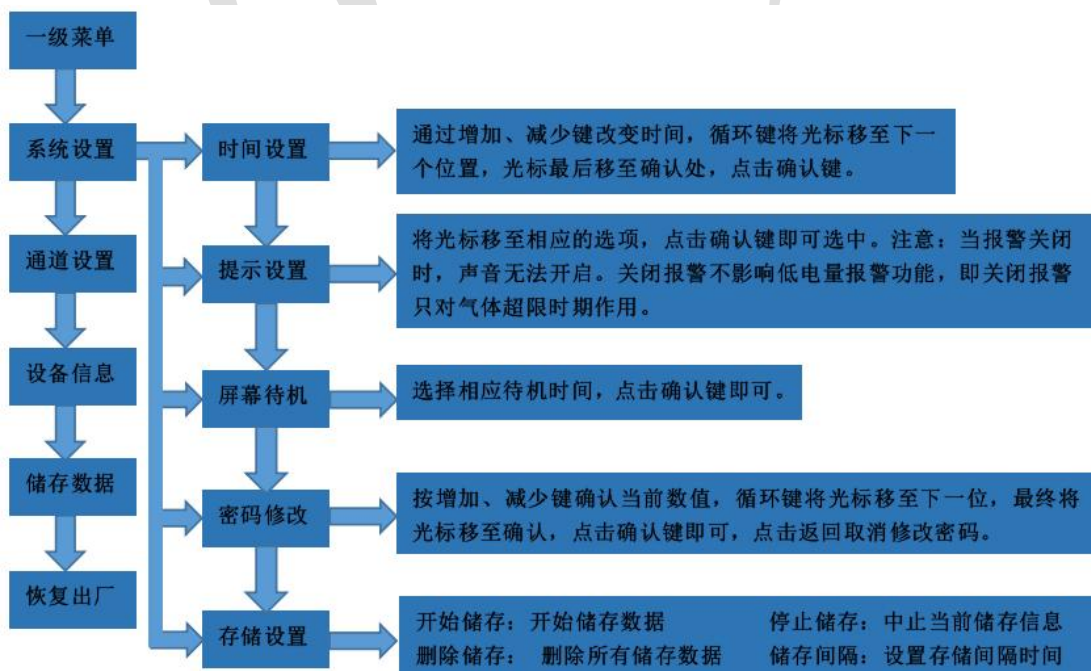 一级菜单
系统设置
时间设置
通过增加、减少键改变时间，循环键将光标移至下一
个位置，光标最后移至确认处，点击确认键。
通道设置
提示设置
将光标移至相应的选项，点击确认键即可选中。注意：当报警关闭
时，声音无法开启。关闭报警不影响低电量报警功能，即关闭报警
只对气体超限时期作用。
设备信息
屏幕待机
选择相应待机时间，点击确认键即可。
储存数据
密码修改
按增加、减少键确认当前数值，循环键将光标移至下一位，最终将
光标移至确认，点击确认键即可，点击返回取消修改密码。
恢复出厂
存储设置
开始储存：开始储存数据 停止储存：中止当前储存信息
删除储存： 删除所有储存数据 储存间隔：设置存储间隔时间